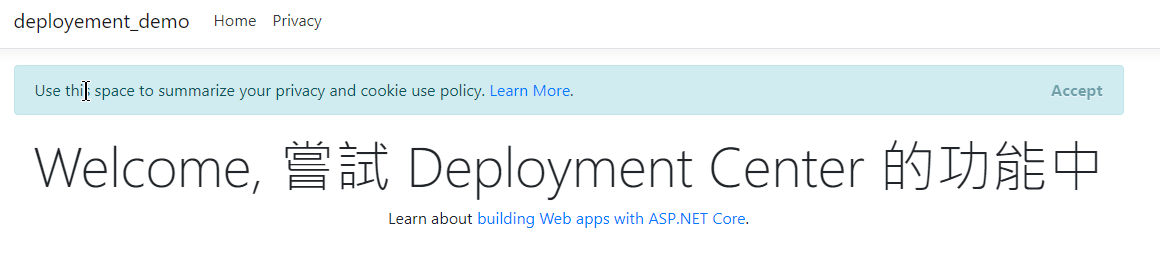 deployement_demo Home Privacy
Use this space to summarize your privacy and cookie use policy. Learn More. Accept
Welcome, 嘗試 Deployment Center 的功能中
Learn about building Web apps with ASP.NET Core.